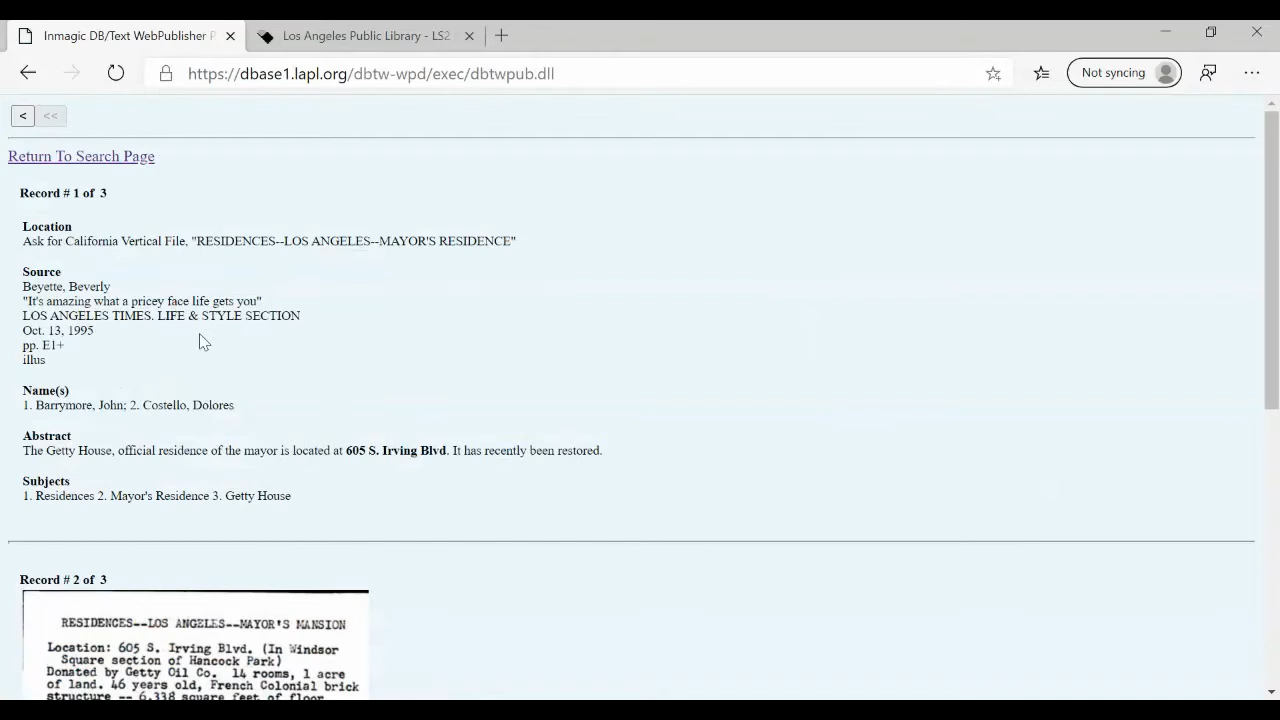 Inmagic DB/Text WebPublisher P
Los Angeles Public Library - LS2
https://dbase1.lapl.org/dbtw-wpd/exec/dbtwpub.dll
Not syncing
<
<<
Return To Search Page
Record # 1 of 3
Location
Ask for California Vertical File, "RESIDENCES--LOS ANGELES--MAYOR'S RESIDENCE"
Source
Beyette, Beverly
"It's amazing what a pricey face life gets you"
LOS ANGELES TIMES. LIFE & STYLE SECTION
Oct. 13, 1995
pp. E1+
illus
Name(s)
1. Barrymore, John; 2. Costello, Dolores
Abstract
The Getty House, official residence of the mayor is located at 605 S. Irving Blvd. It has recently been restored.
Subjects
1. Residences 2. Mayor's Residence 3. Getty House
Record # 2 of 3
RESIDENCES--LOS ANGELES--MAYOR'S MANSION
Location: 605 S. Irving Blvd. (In Windsor
Square section of Hancock Park)
Donated by Getty Oil Co. 14 rooms, 1 acre
of land. 46 years old, French Colonial brick
structure -- 6,338 square feet of floor